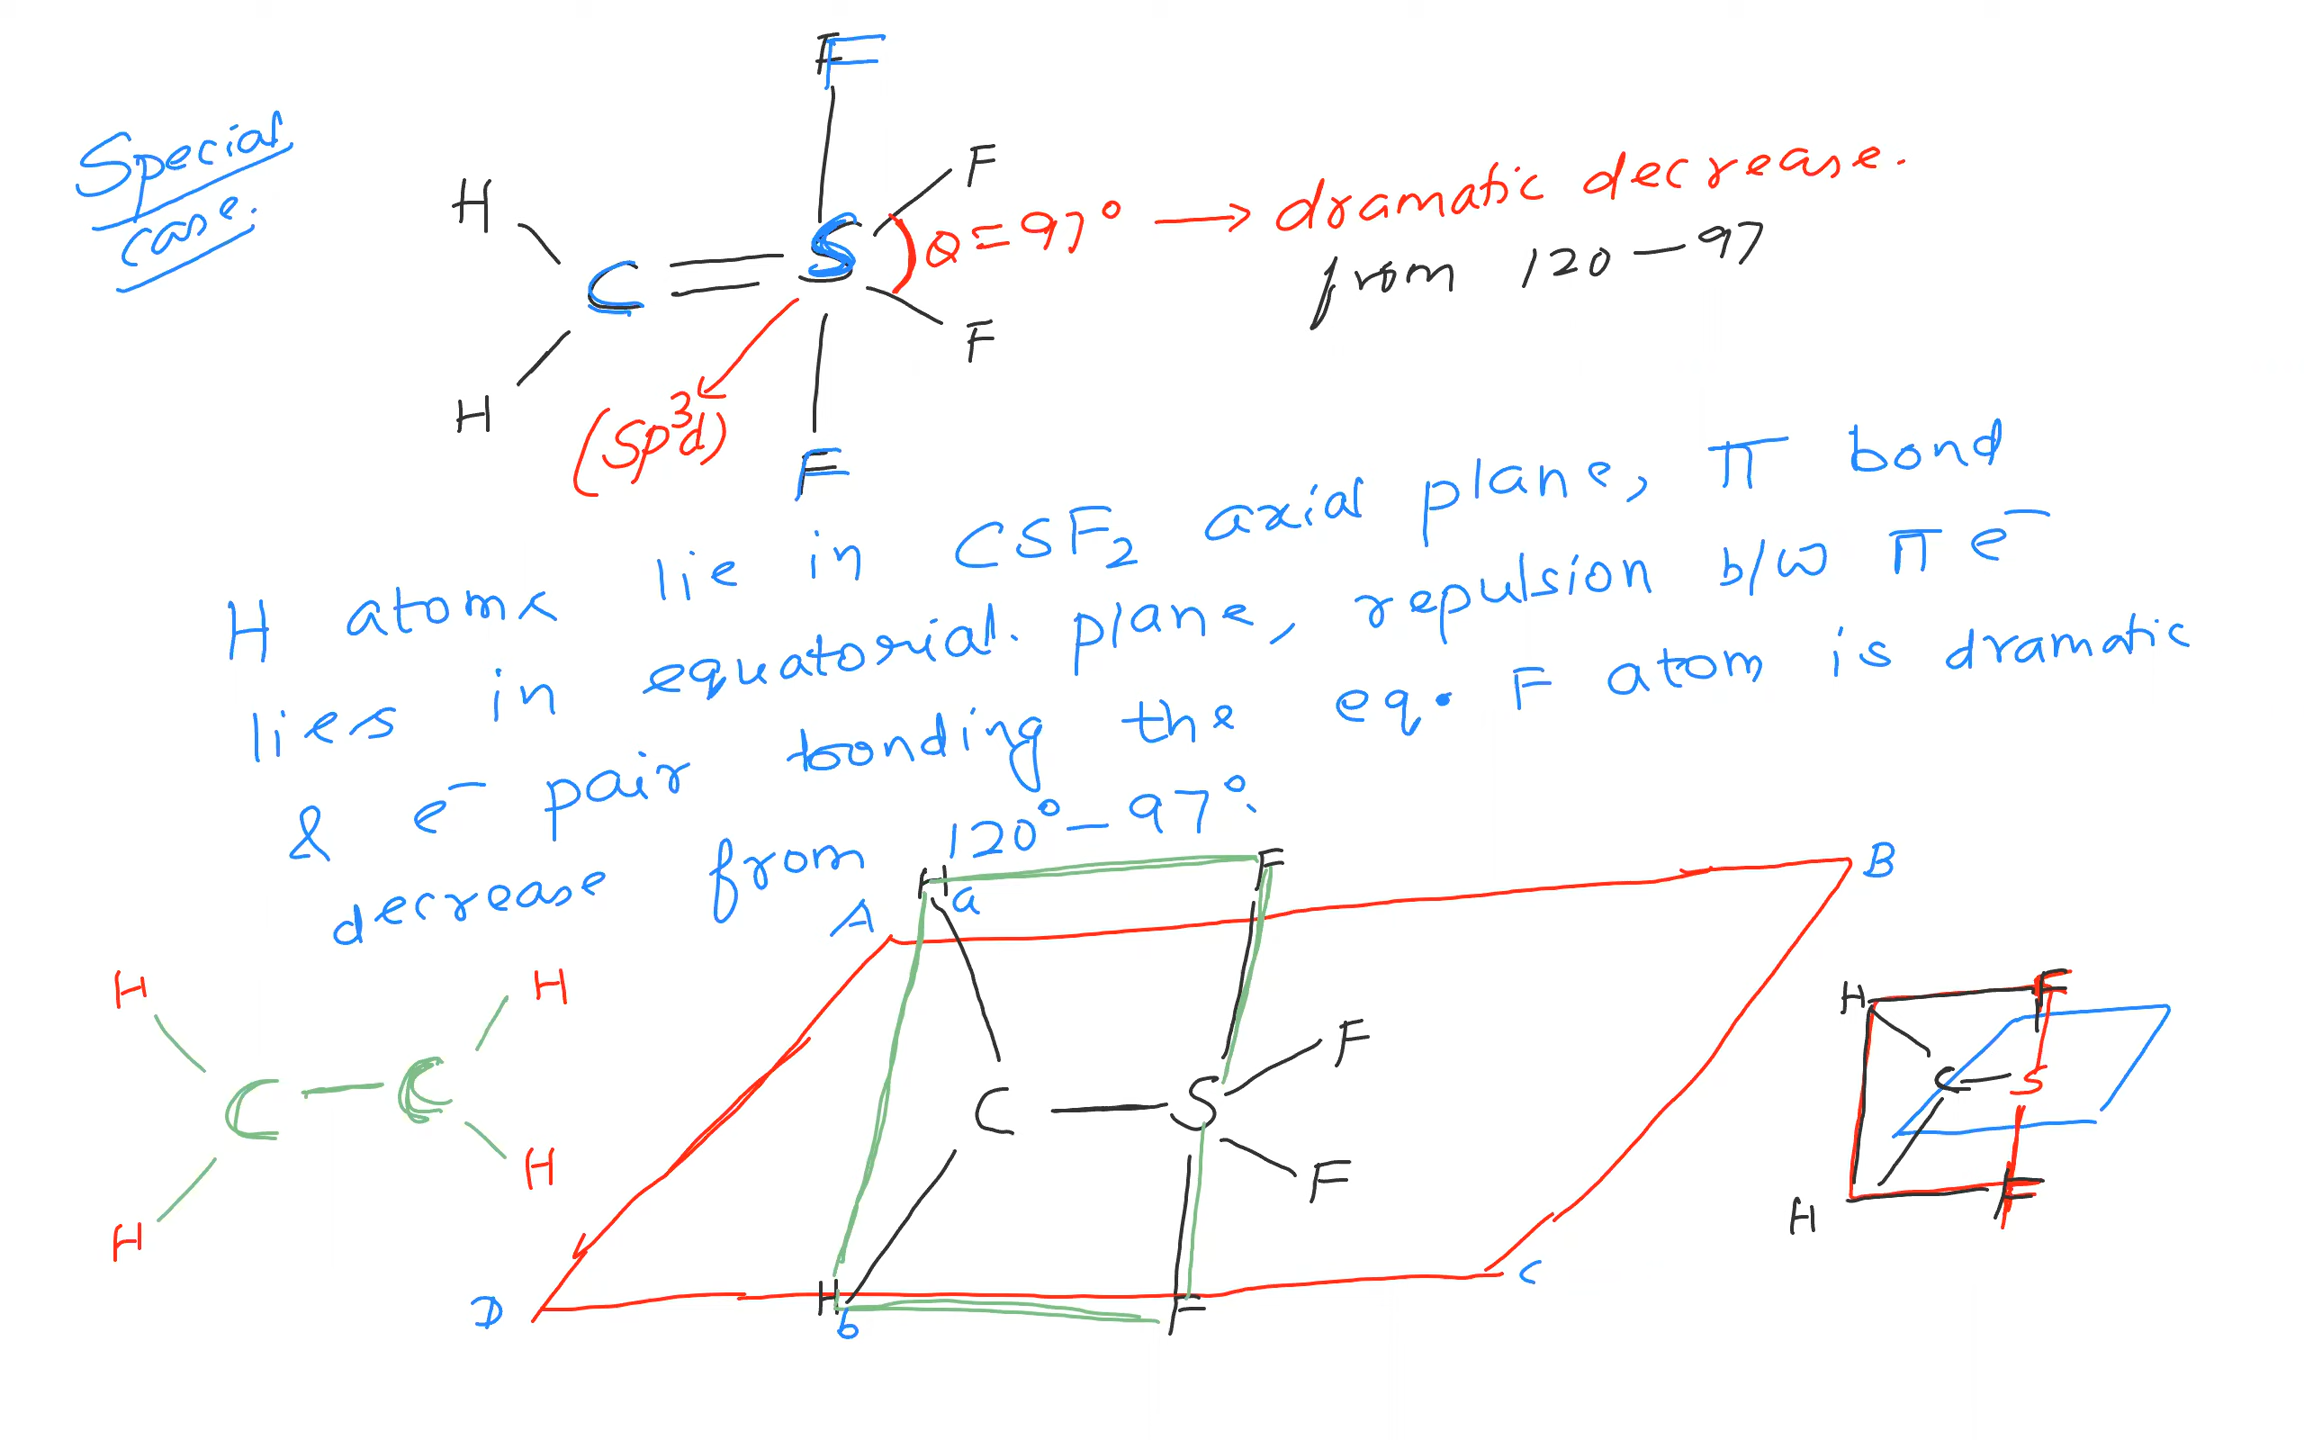 Special
case.
F
H
F
C
S
θ = 97° → dramatic decrease.
from 120 – 97
F
H
(sp³d)
F
H atoms lie in CSF₂ axial plane, π bond
lies in equatorial. plane, repulsion b/w π e⁻
& e⁻ pair bonding the eq. F atom is dramatic
decrease from 120° – 97°.
H a
F
A
B
H
H
F
H
F
C
C
C
S
C
S
F
H
H
F
H
D
H b
F
C